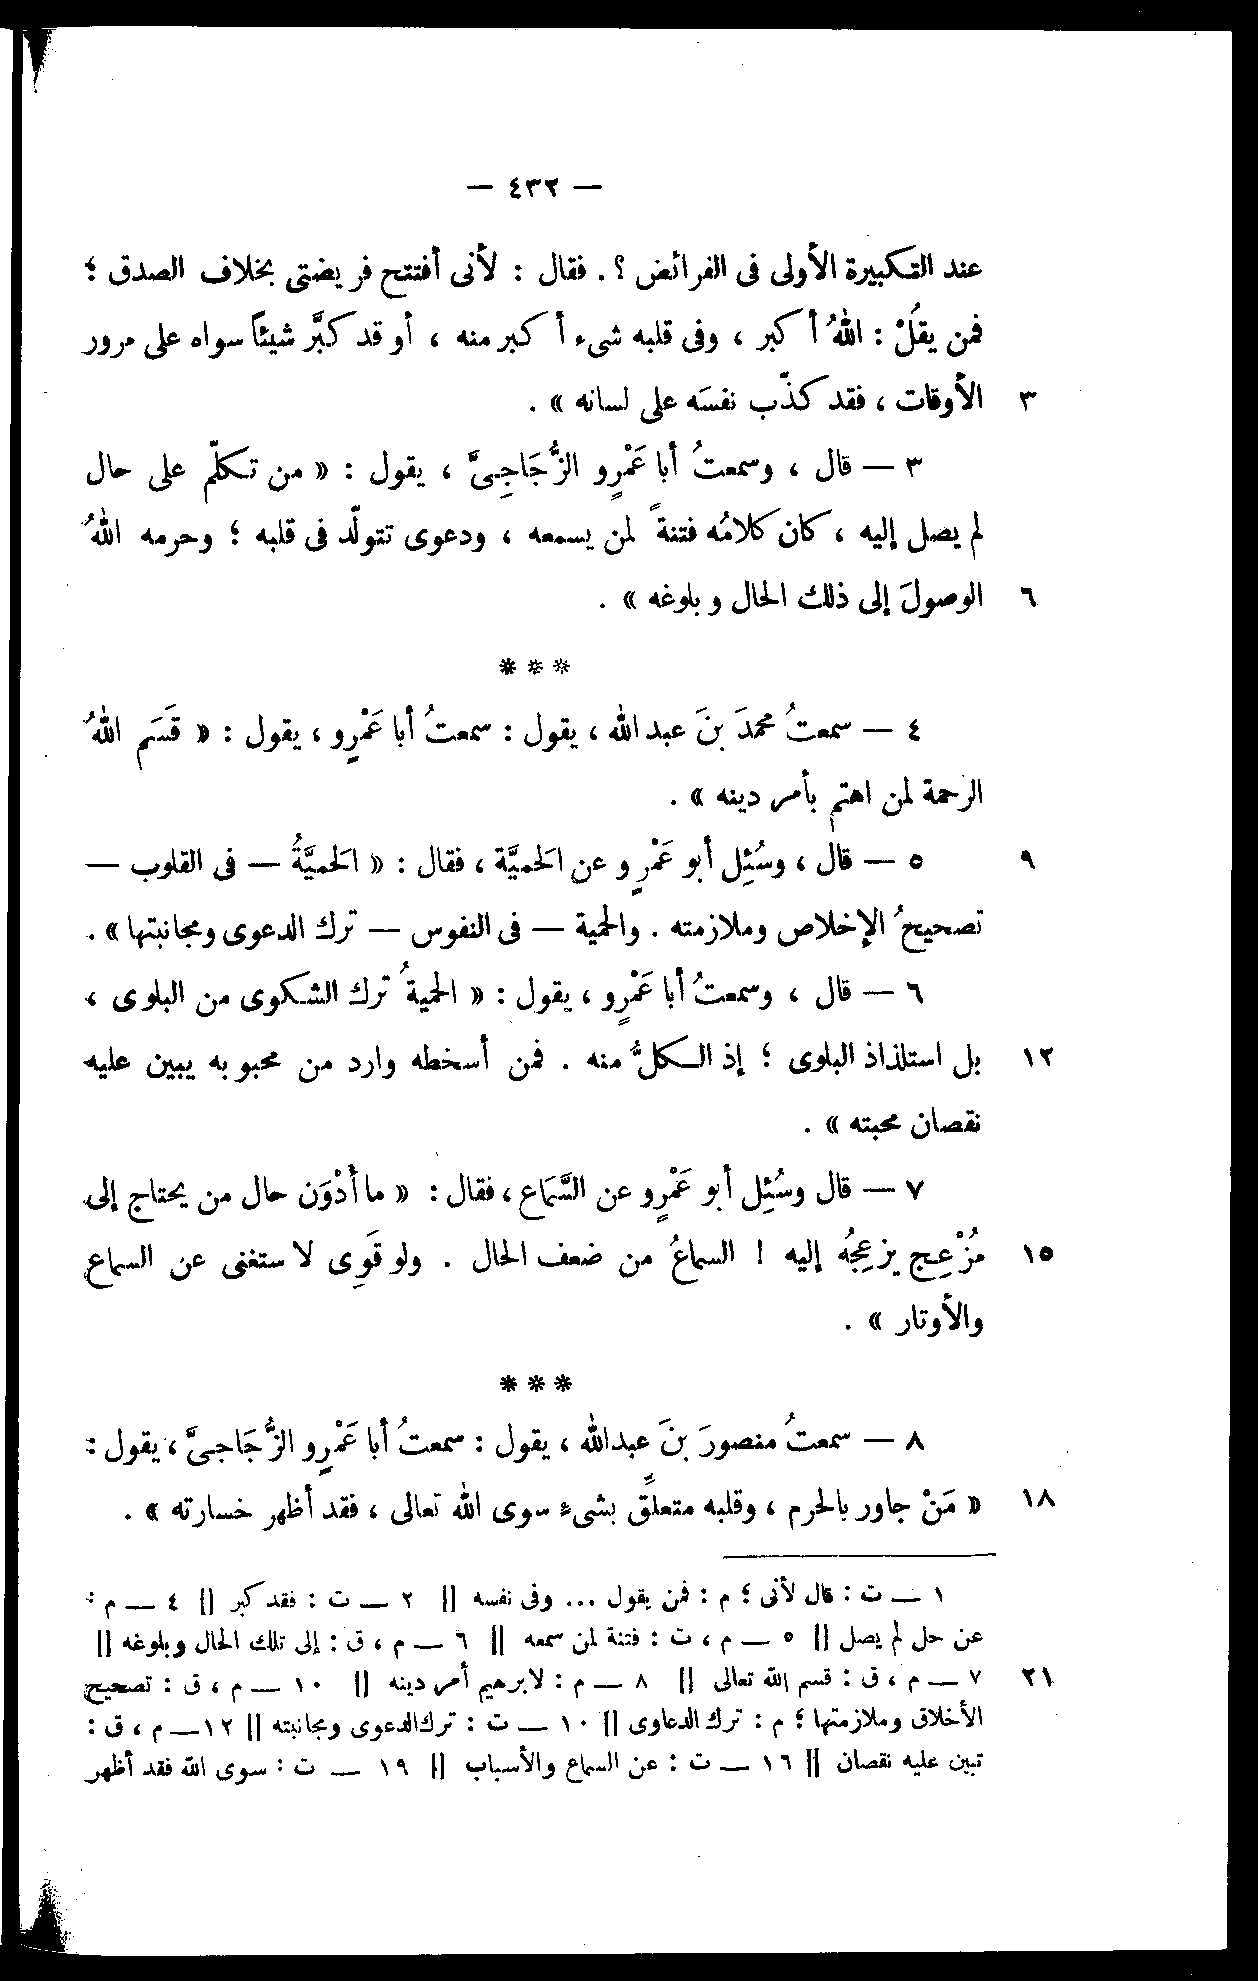 — ٤٣٢ —
عند التكبيرة الأولى فى الفرائض ؟ . فقال : لأنى أفتتح فريضتى بخلاف الصدق ؛
فمن يقُلْ : اللهُ أكبر ، وفى قلبه شىء أكبر منه ، أو قد كبَّر شيئاً سواه على مرور
٣ الأوقات ، فقد كذّب نفسَه على لسانه » .
٣ — قال ، وسمعتُ أبا عَمْرٍو الزُّجَاجِىَّ ، يقول : « من تكلّم على حال
لم يصل إليه ، كان كلامُه فتنةً لمن يسمعه ، ودعوى تتولّد فى قلبه ؛ وحرمه اللهُ
٦ الوصولَ إلى ذلك الحال وبلوغه » .
***
٤ — سمعتُ محمدَ بنَ عبد الله ، يقول : سمعتُ أبا عَمْرٍو ، يقول : « قَسَم اللهُ
الرحمة لمن اهتم بأمر دينه » .
٩ ٥ — قال ، وسُئِل أبو عَمْرٍو عن الحَميَّة ، فقال : « الحَميَّةُ — فى القلوب —
تصحيحُ الإخلاص وملازمته . والحمية — فى النفوس — ترك الدعوى ومجانبتها » .
٦ — قال ، وسمعتُ أبا عَمْرٍو ، يقول : « الحميةُ ترك الشكوى من البلوى ،
١٢ بل استلذاذ البلوى ؛ إذ الكلُّ منه . فمن أسخطه وارد من محبوبه يبين عليه
نقصان محبته » .
٧ — قال وسُئِل أبو عَمْرٍو عن السَّمَاع ، فقال : « ما أَدْوَن حال من يحتاج إلى
١٥ مُزْعِج يزعِجُه إليه ! السماعُ من ضعف الحال . ولو قَوِى لاستغنى عن السماع
والأوتار » .
***
٨ — سمعتُ منصورَ بنَ عبد الله ، يقول : سمعتُ أبا عَمْرٍو الزُّجَاجىَّ ، يقول :
١٨ « مَنْ جاور بالحرم ، وقلبه متعلقٌ بشىءٍ سوى الله تعالى ، فقد أظهر خسارته » .
١ — ت : قال لأنى ؛ م : فمن يقول ... وفى نفسه || ٢ — ت : فقد كبر || ٤ — م :
عن حل لم يصل || ٥ — م ، ت : فتنة لمن سمعه || ٦ — م ، ق : إلى تلك الحال وبلوغه ||
٢١ ٧ — م ، ق : قسم الله تعالى || ٨ — م : لابرهيم أمر دينه || ١٠ — م ، ق : تصحيح
الأخلاق وملازمتها ؛ م : ترك الدعاوى || ١٠ — ت : ترك الدعوى ومجانبته || ١٢ — م ، ق :
تبين عليه نقصان || ١٦ — ت : عن السماع والأسباب || ١٩ — ت : سوى الله فقد أظهر